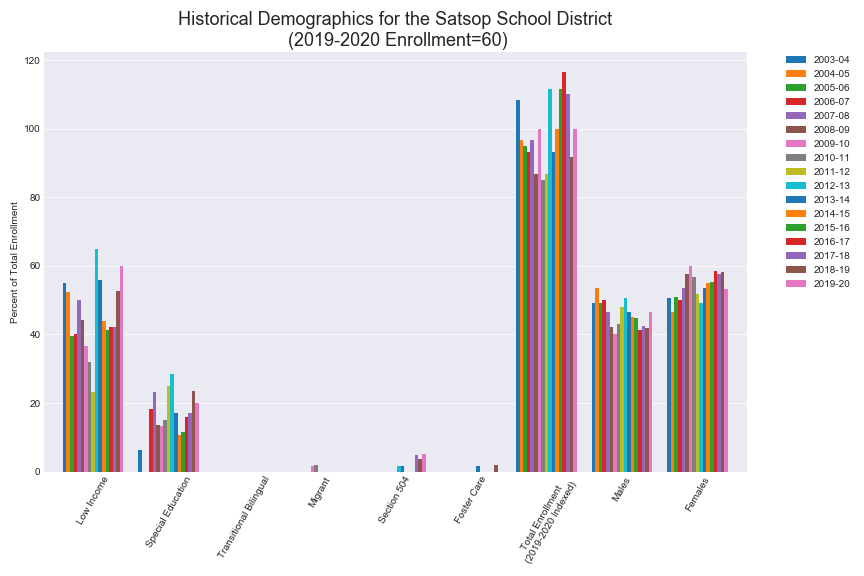 Historical Demographics for the Satsop School District
(2019-2020 Enrollment=60)
120
100
80
60
40
20
0
Percent of Total Enrollment
Low Income
Special Education
Transitional Bilingual
Migrant
Section 504
Foster Care
Total Enrollment
(2019-2020 Indexed)
Males
Females
2003-04
2004-05
2005-06
2006-07
2007-08
2008-09
2009-10
2010-11
2011-12
2012-13
2013-14
2014-15
2015-16
2016-17
2017-18
2018-19
2019-20